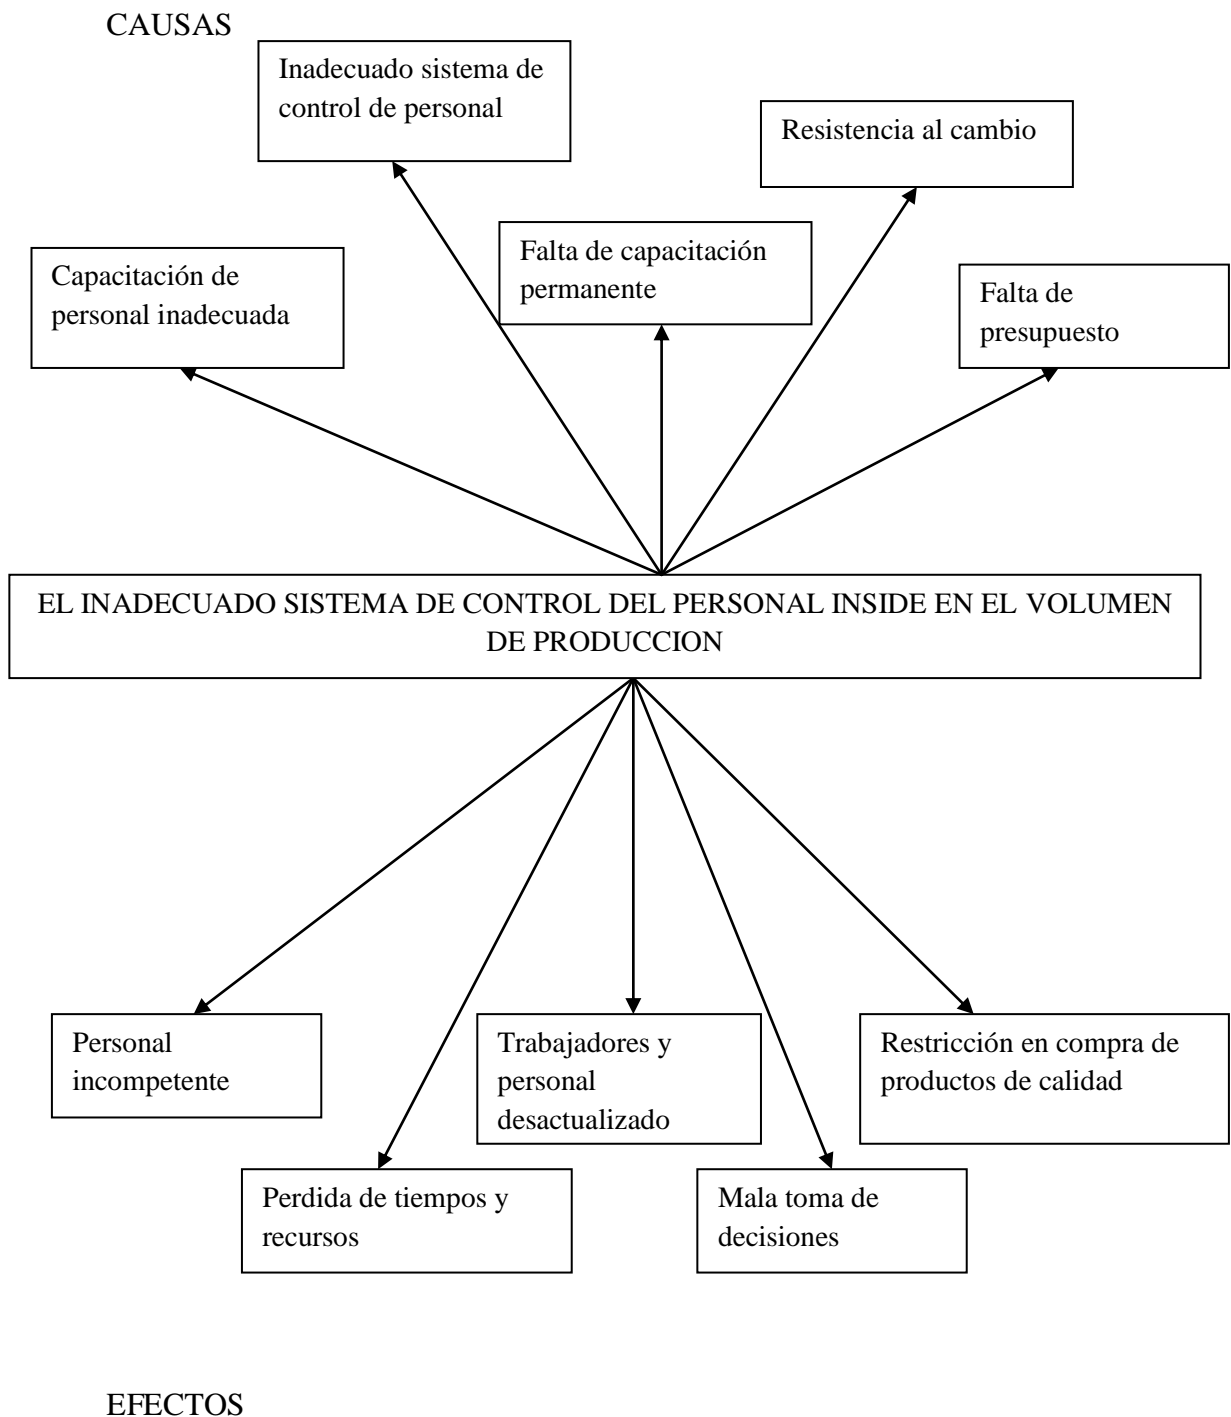 CAUSAS
Inadecuado sistema de
control de personal
Resistencia al cambio
Falta de capacitación
permanente
Capacitación de
personal inadecuada
Falta de
presupuesto
EL INADECUADO SISTEMA DE CONTROL DEL PERSONAL INSIDE EN EL VOLUMEN
DE PRODUCCION
Personal
incompetente
Trabajadores y
personal
desactualizado
Restricción en compra de
productos de calidad
Perdida de tiempos y
recursos
Mala toma de
decisiones
EFECTOS